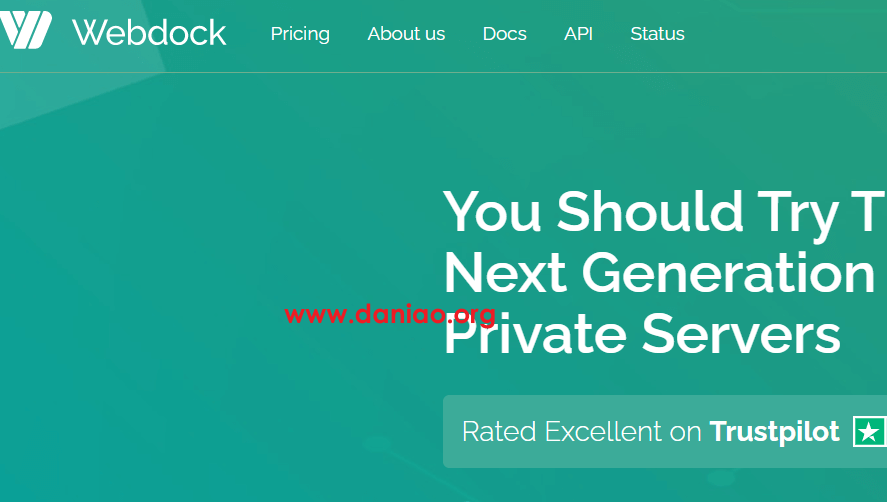 Webdock
Pricing
About us
Docs
API
Status
You Should Try T
Next Generation
www.daniao.org
Private Servers
Rated Excellent on Trustpilot